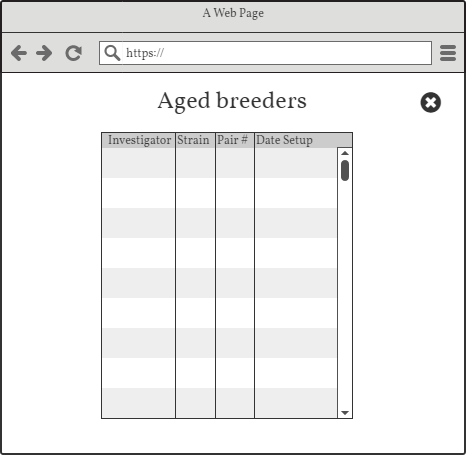 A Web Page
https://
Aged breeders
Investigator Strain Pair # Date Setup